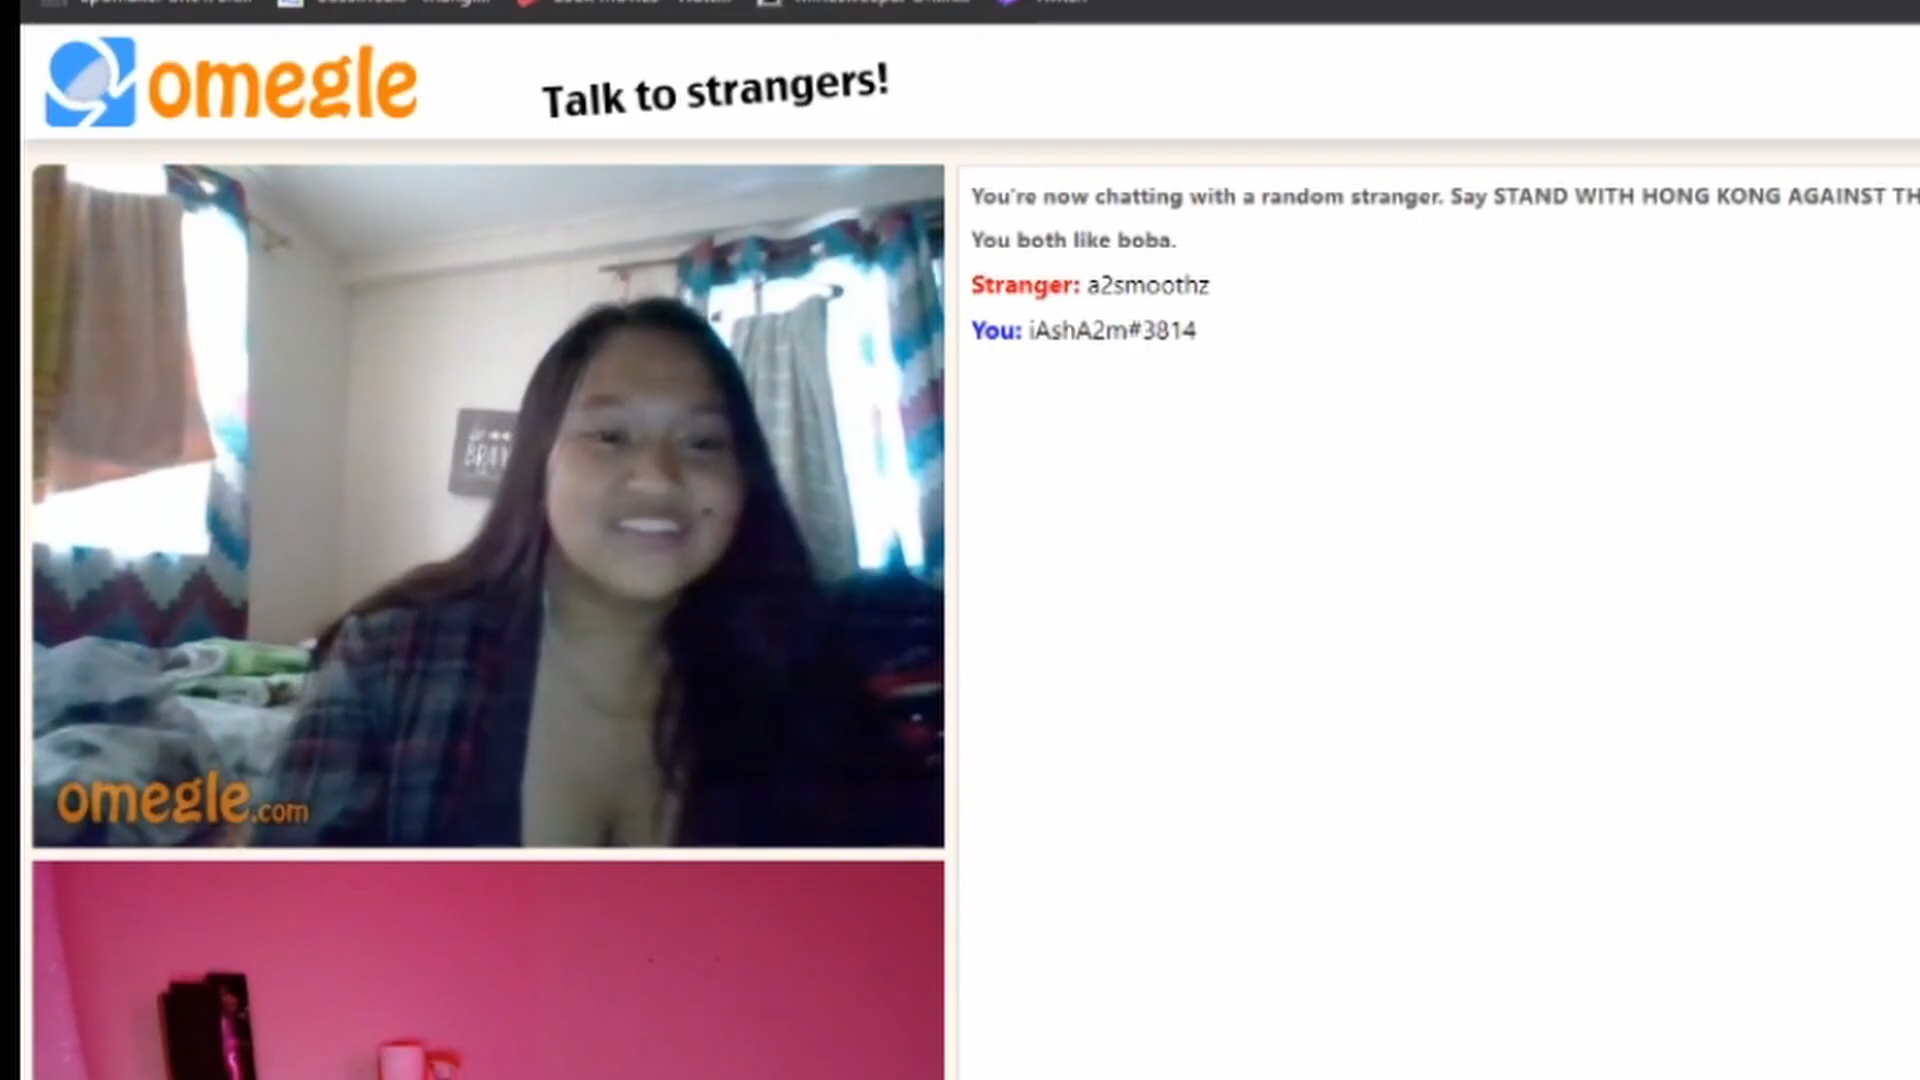 omegle
Talk to strangers!
You're now chatting with a random stranger. Say STAND WITH HONG KONG AGAINST TH
You both like boba.
Stranger: a2smoothz
You: iAshA2m#3814
BRAV
omegle.com